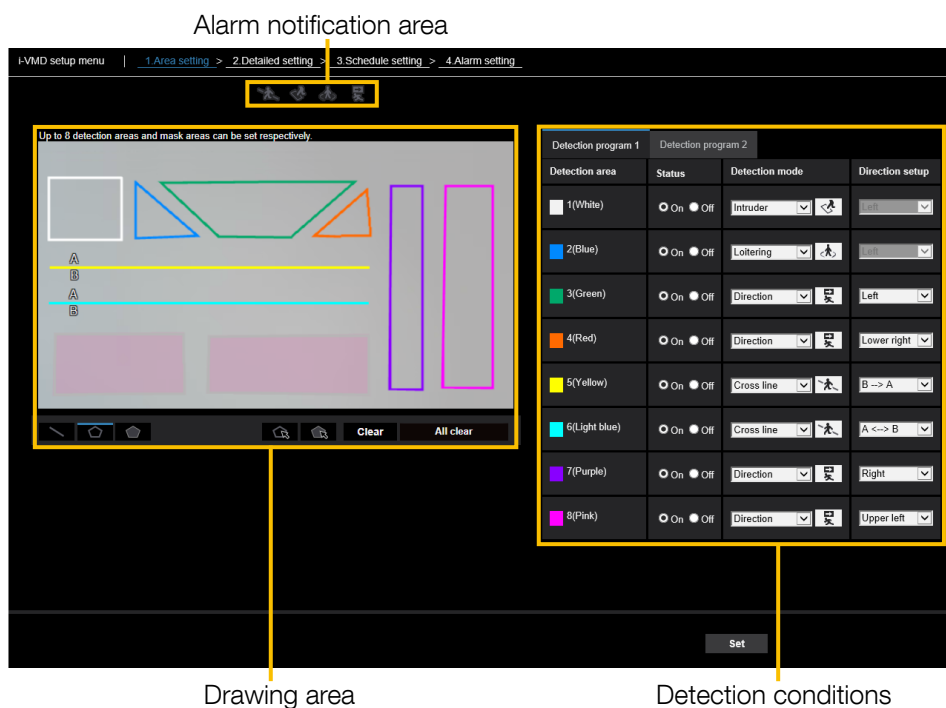 Alarm notification area
i-VMD setup menu | 1.Area setting > 2.Detailed setting > 3.Schedule setting > 4.Alarm setting
Up to 8 detection areas and mask areas can be set respectively.
A
B
A
B
Clear All clear
Detection program 1 Detection program 2
Detection area Status Detection mode Direction setup
1(White) On Off Intruder Left
2(Blue) On Off Loitering Left
3(Green) On Off Direction Left
4(Red) On Off Direction Lower right
5(Yellow) On Off Cross line B --> A
6(Light blue) On Off Cross line A <--> B
7(Purple) On Off Direction Right
8(Pink) On Off Direction Upper left
Set
Drawing area Detection conditions